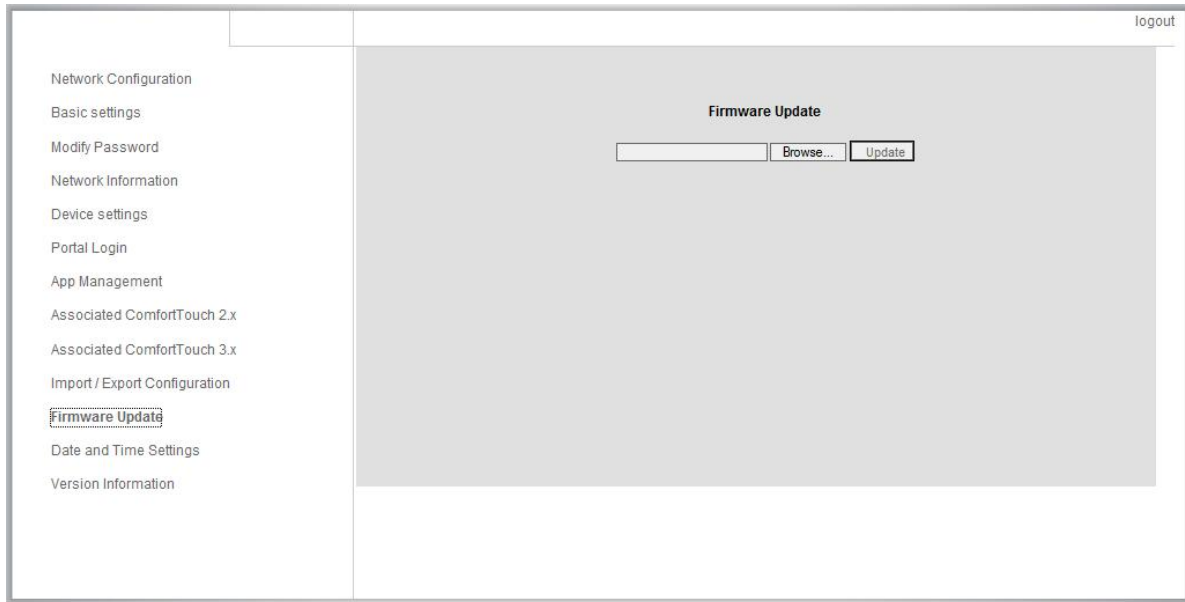 logout
Network Configuration
Basic settings
Modify Password
Network Information
Device settings
Portal Login
App Management
Associated ComfortTouch 2.x
Associated ComfortTouch 3.x
Import / Export Configuration
Firmware Update
Date and Time Settings
Version Information
Firmware Update
Browse... Update